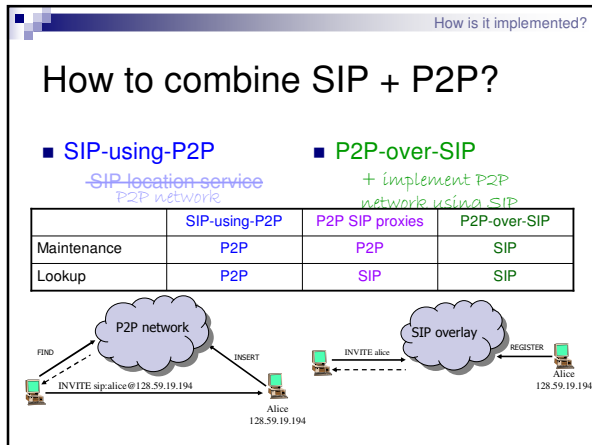 How is it implemented?
How to combine SIP + P2P?
SIP-using-P2P
SIP location service
P2P network
P2P-over-SIP
+ implement P2P
network using SIP
SIP-using-P2P P2P SIP proxies P2P-over-SIP
Maintenance P2P P2P SIP
Lookup P2P SIP SIP
P2P network
FIND
INSERT
INVITE sip:alice@128.59.19.194
Alice
128.59.19.194
SIP overlay
INVITE alice
REGISTER
Alice
128.59.19.194